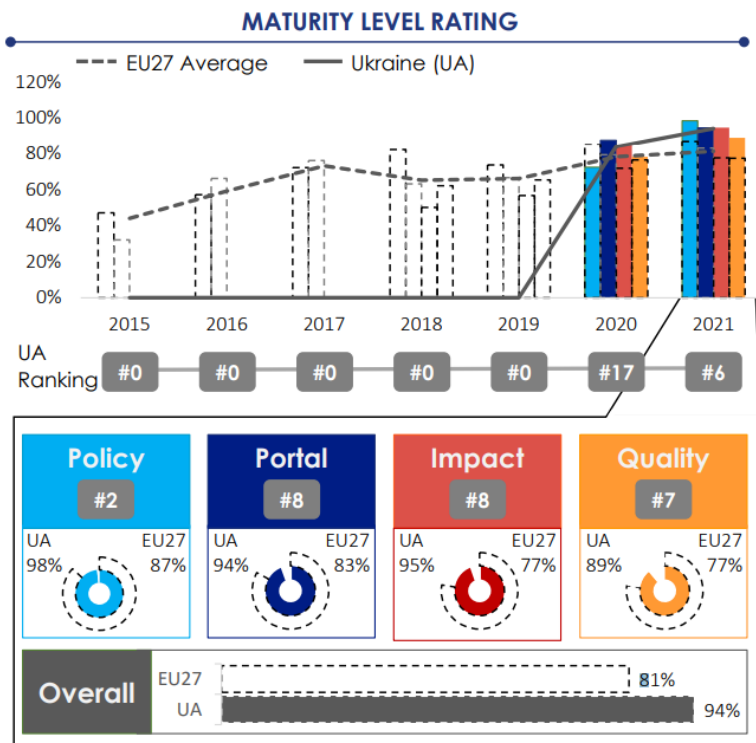 MATURITY LEVEL RATING
EU27 Average Ukraine (UA)
120%
100%
80%
60%
40%
20%
0%
2015 2016 2017 2018 2019 2020 2021
UA
Ranking #0 #0 #0 #0 #0 #17 #6
Policy Portal Impact Quality
#2 #8 #8 #7
UA EU27 UA EU27 UA EU27 UA EU27
98% 87% 94% 83% 95% 77% 89% 77%
Overall
EU27 81%
UA 94%